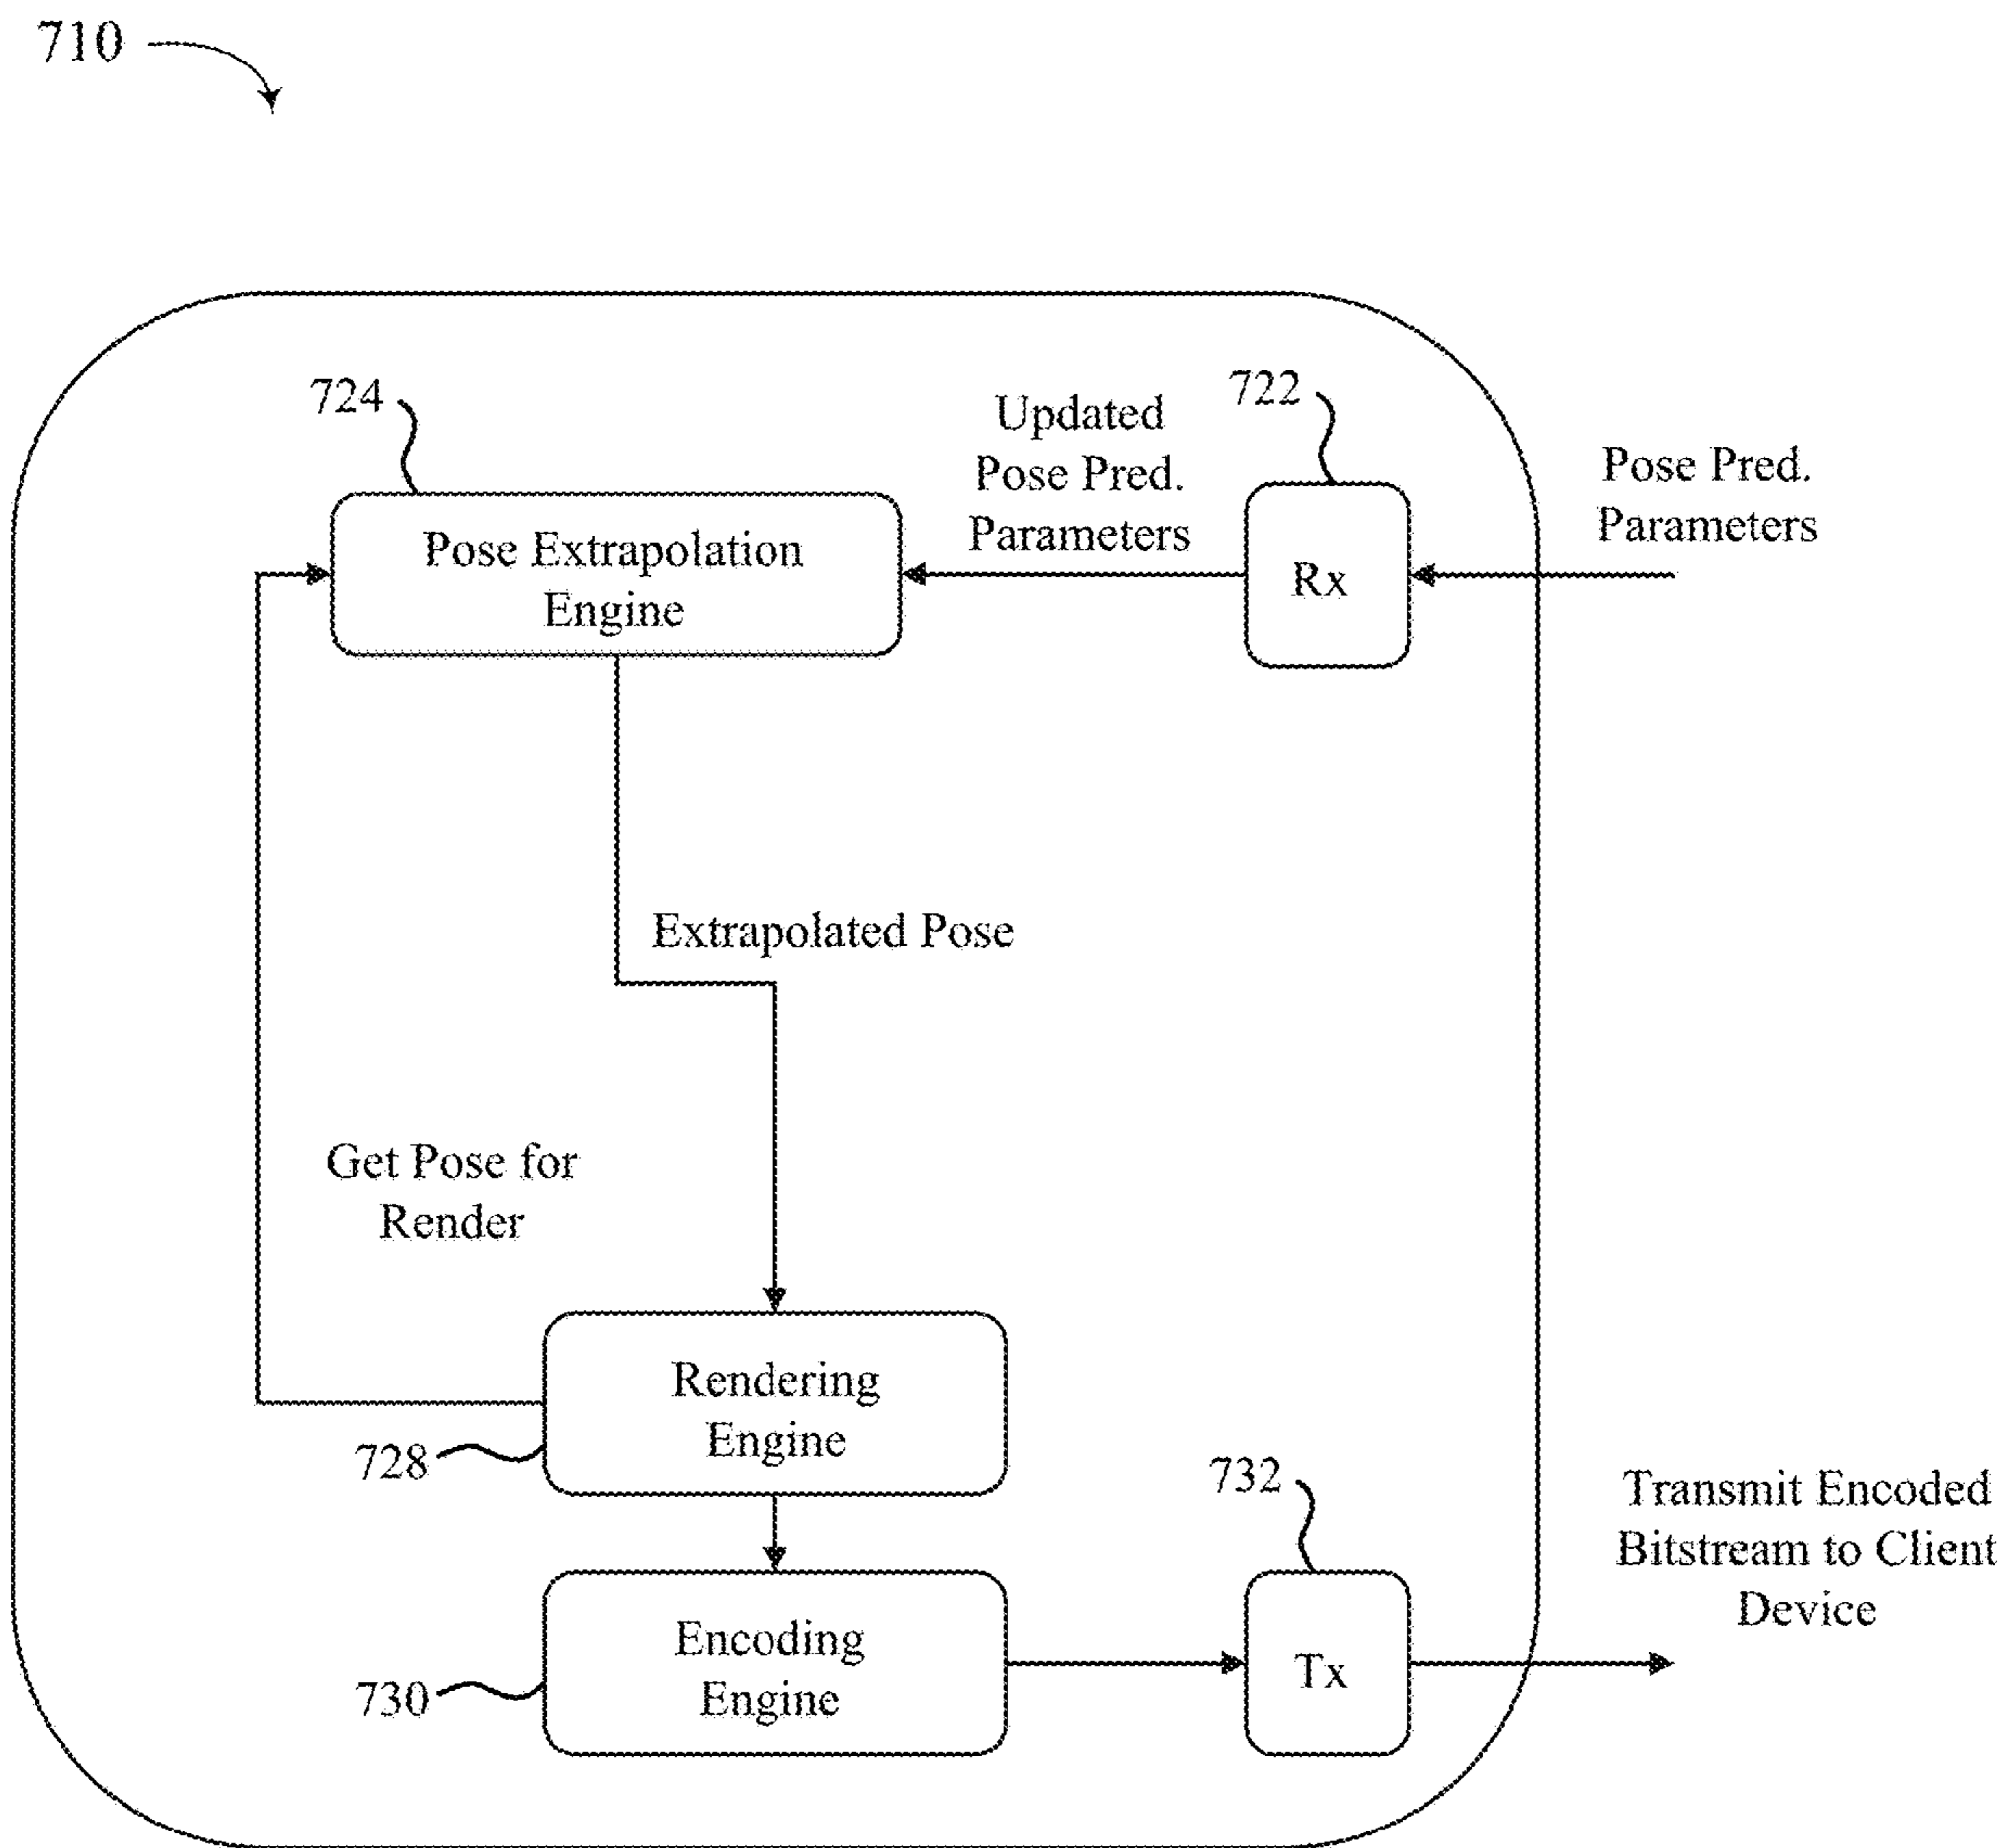 710
724
Updated
Pose Pred.
Parameters
722
Pose Pred.
Parameters
Pose Extrapolation
Engine
Rx
Extrapolated Pose
Get Pose for
Render
Rendering
Engine
728
732
Transmit Encoded
Bitstream to Client
Device
Encoding
Engine
730
Tx